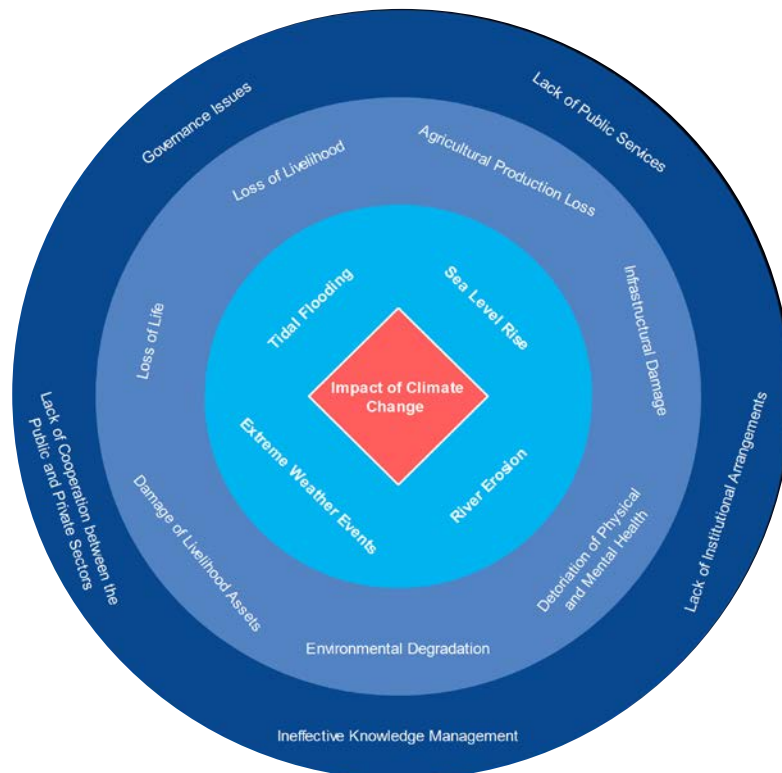 Governance Issues
Lack of Public Services
Loss of Livelihood
Agricultural Production Loss
Tidal Flooding
Sea Level Rise
Loss of Life
Infrastructural Damage
Impact of Climate
Change
Lack of Cooperation between the
Public and Private Sectors
Extreme Weather Events
River Erosion
Lack of Institutional Arrangements
Damage of Livelihood Assets
Detoriation of Physical
and Mental Health
Environmental Degradation
Ineffective Knowledge Management